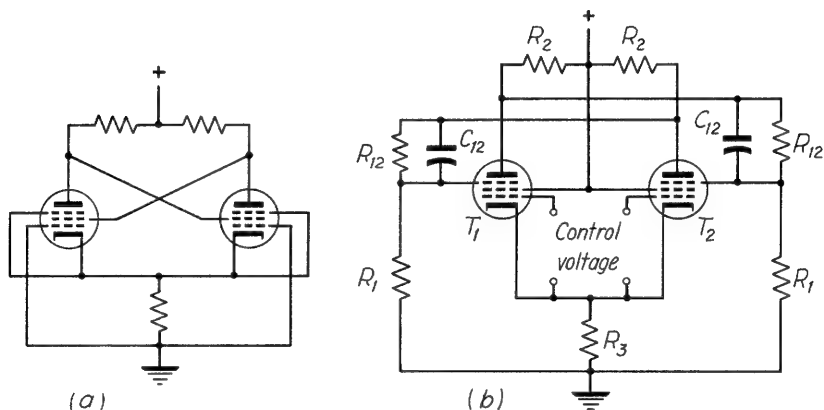 +
(a)
+
R2 R2
R12 C12 C12 R12
T1 T2
Control
voltage
R1 R1
R3
(b)